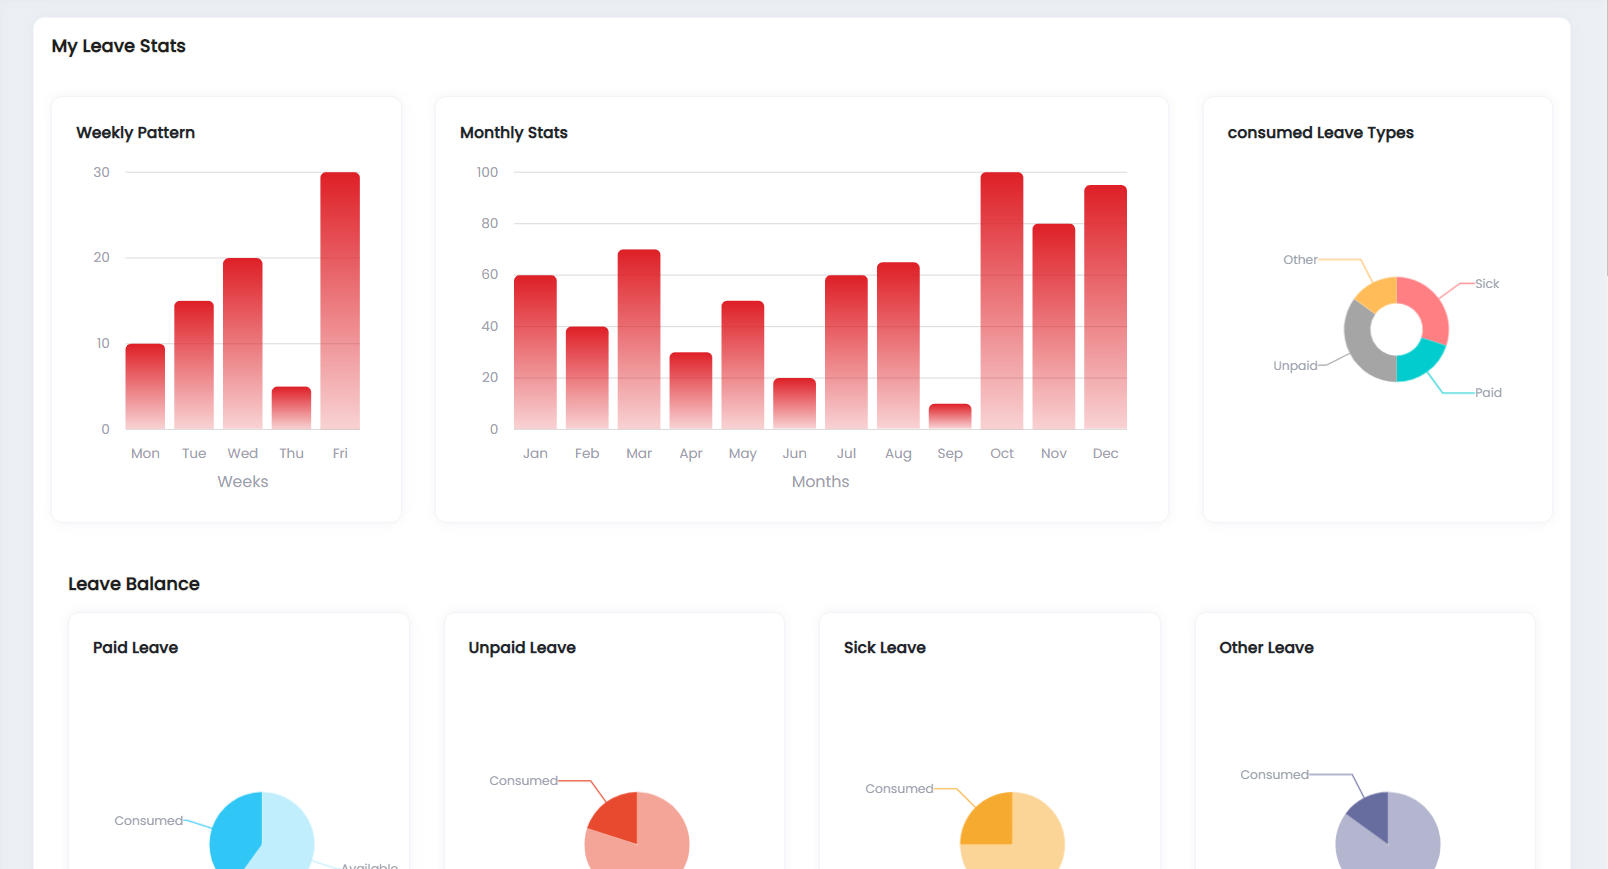 My Leave Stats
Weekly Pattern
30
20
10
0
Mon Tue Wed Thu Fri
Weeks
Monthly Stats
100
80
60
40
20
0
Jan Feb Mar Apr May Jun Jul Aug Sep Oct Nov Dec
Months
consumed Leave Types
Other
Sick
Unpaid
Paid
Leave Balance
Paid Leave
Consumed
Available
Unpaid Leave
Consumed
Sick Leave
Consumed
Other Leave
Consumed